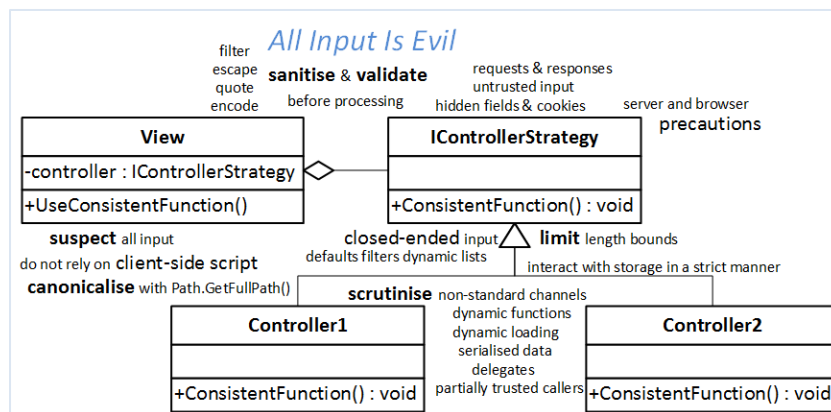 All Input Is Evil
filter
escape
quote
encode
sanitise & validate
before processing
requests & responses
untrusted input
hidden fields & cookies
server and browser
precautions
View
-controller : IControllerStrategy
+UseConsistentFunction()
IControllerStrategy
+ConsistentFunction() : void
suspect all input
do not rely on client-side script
canonicalise with Path.GetFullPath()
closed-ended input
defaults filters dynamic lists
limit length bounds
interact with storage in a strict manner
scrutinise non-standard channels
dynamic functions
dynamic loading
serialised data
delegates
partially trusted callers
Controller1
+ConsistentFunction() : void
Controller2
+ConsistentFunction() : void